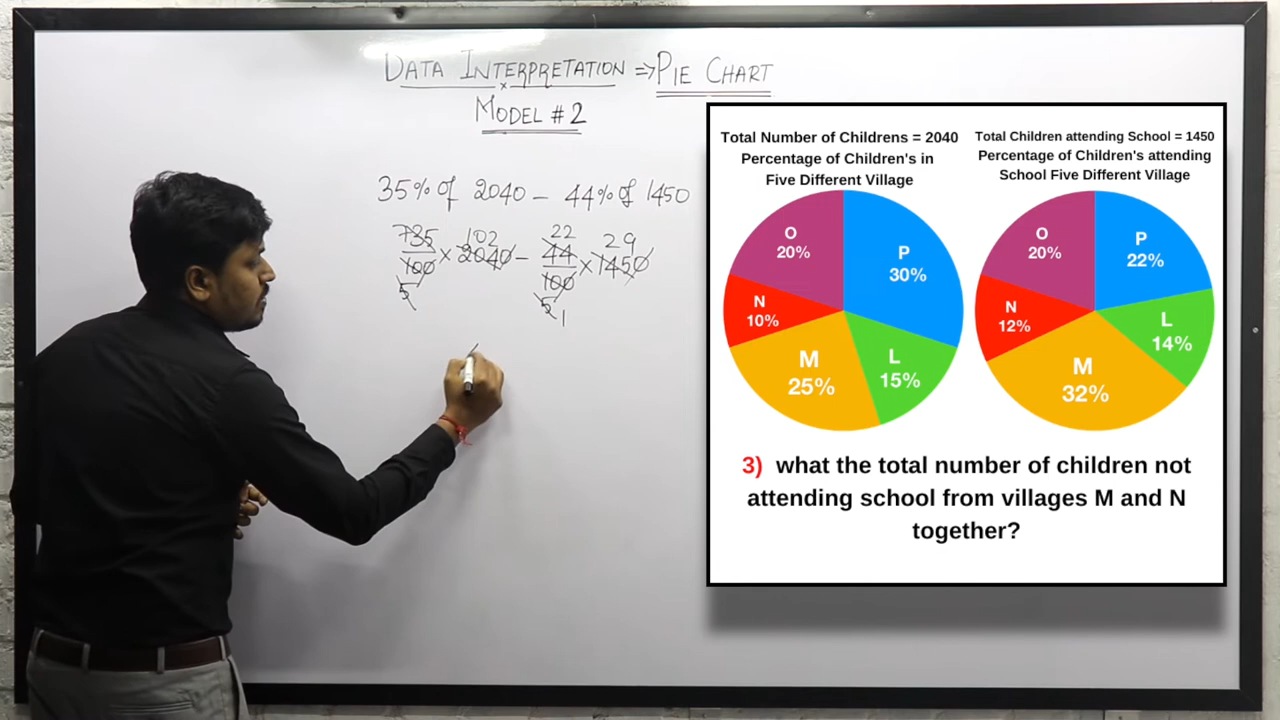 DATA INTERPRETATION ⇒ PIE CHART
MODEL #2
35% of 2040 – 44% of 1450
735 102 22 29
100 × 2040 – 44 × 1450
5 100
5 1
Total Number of Childrens = 2040
Percentage of Children's in
Five Different Village
O
20%
P
30%
N
10%
M
25%
L
15%
Total Children attending School = 1450
Percentage of Children's attending
School Five Different Village
O
20%
P
22%
N
12%
L
14%
M
32%
3) what the total number of children not
attending school from villages M and N
together?